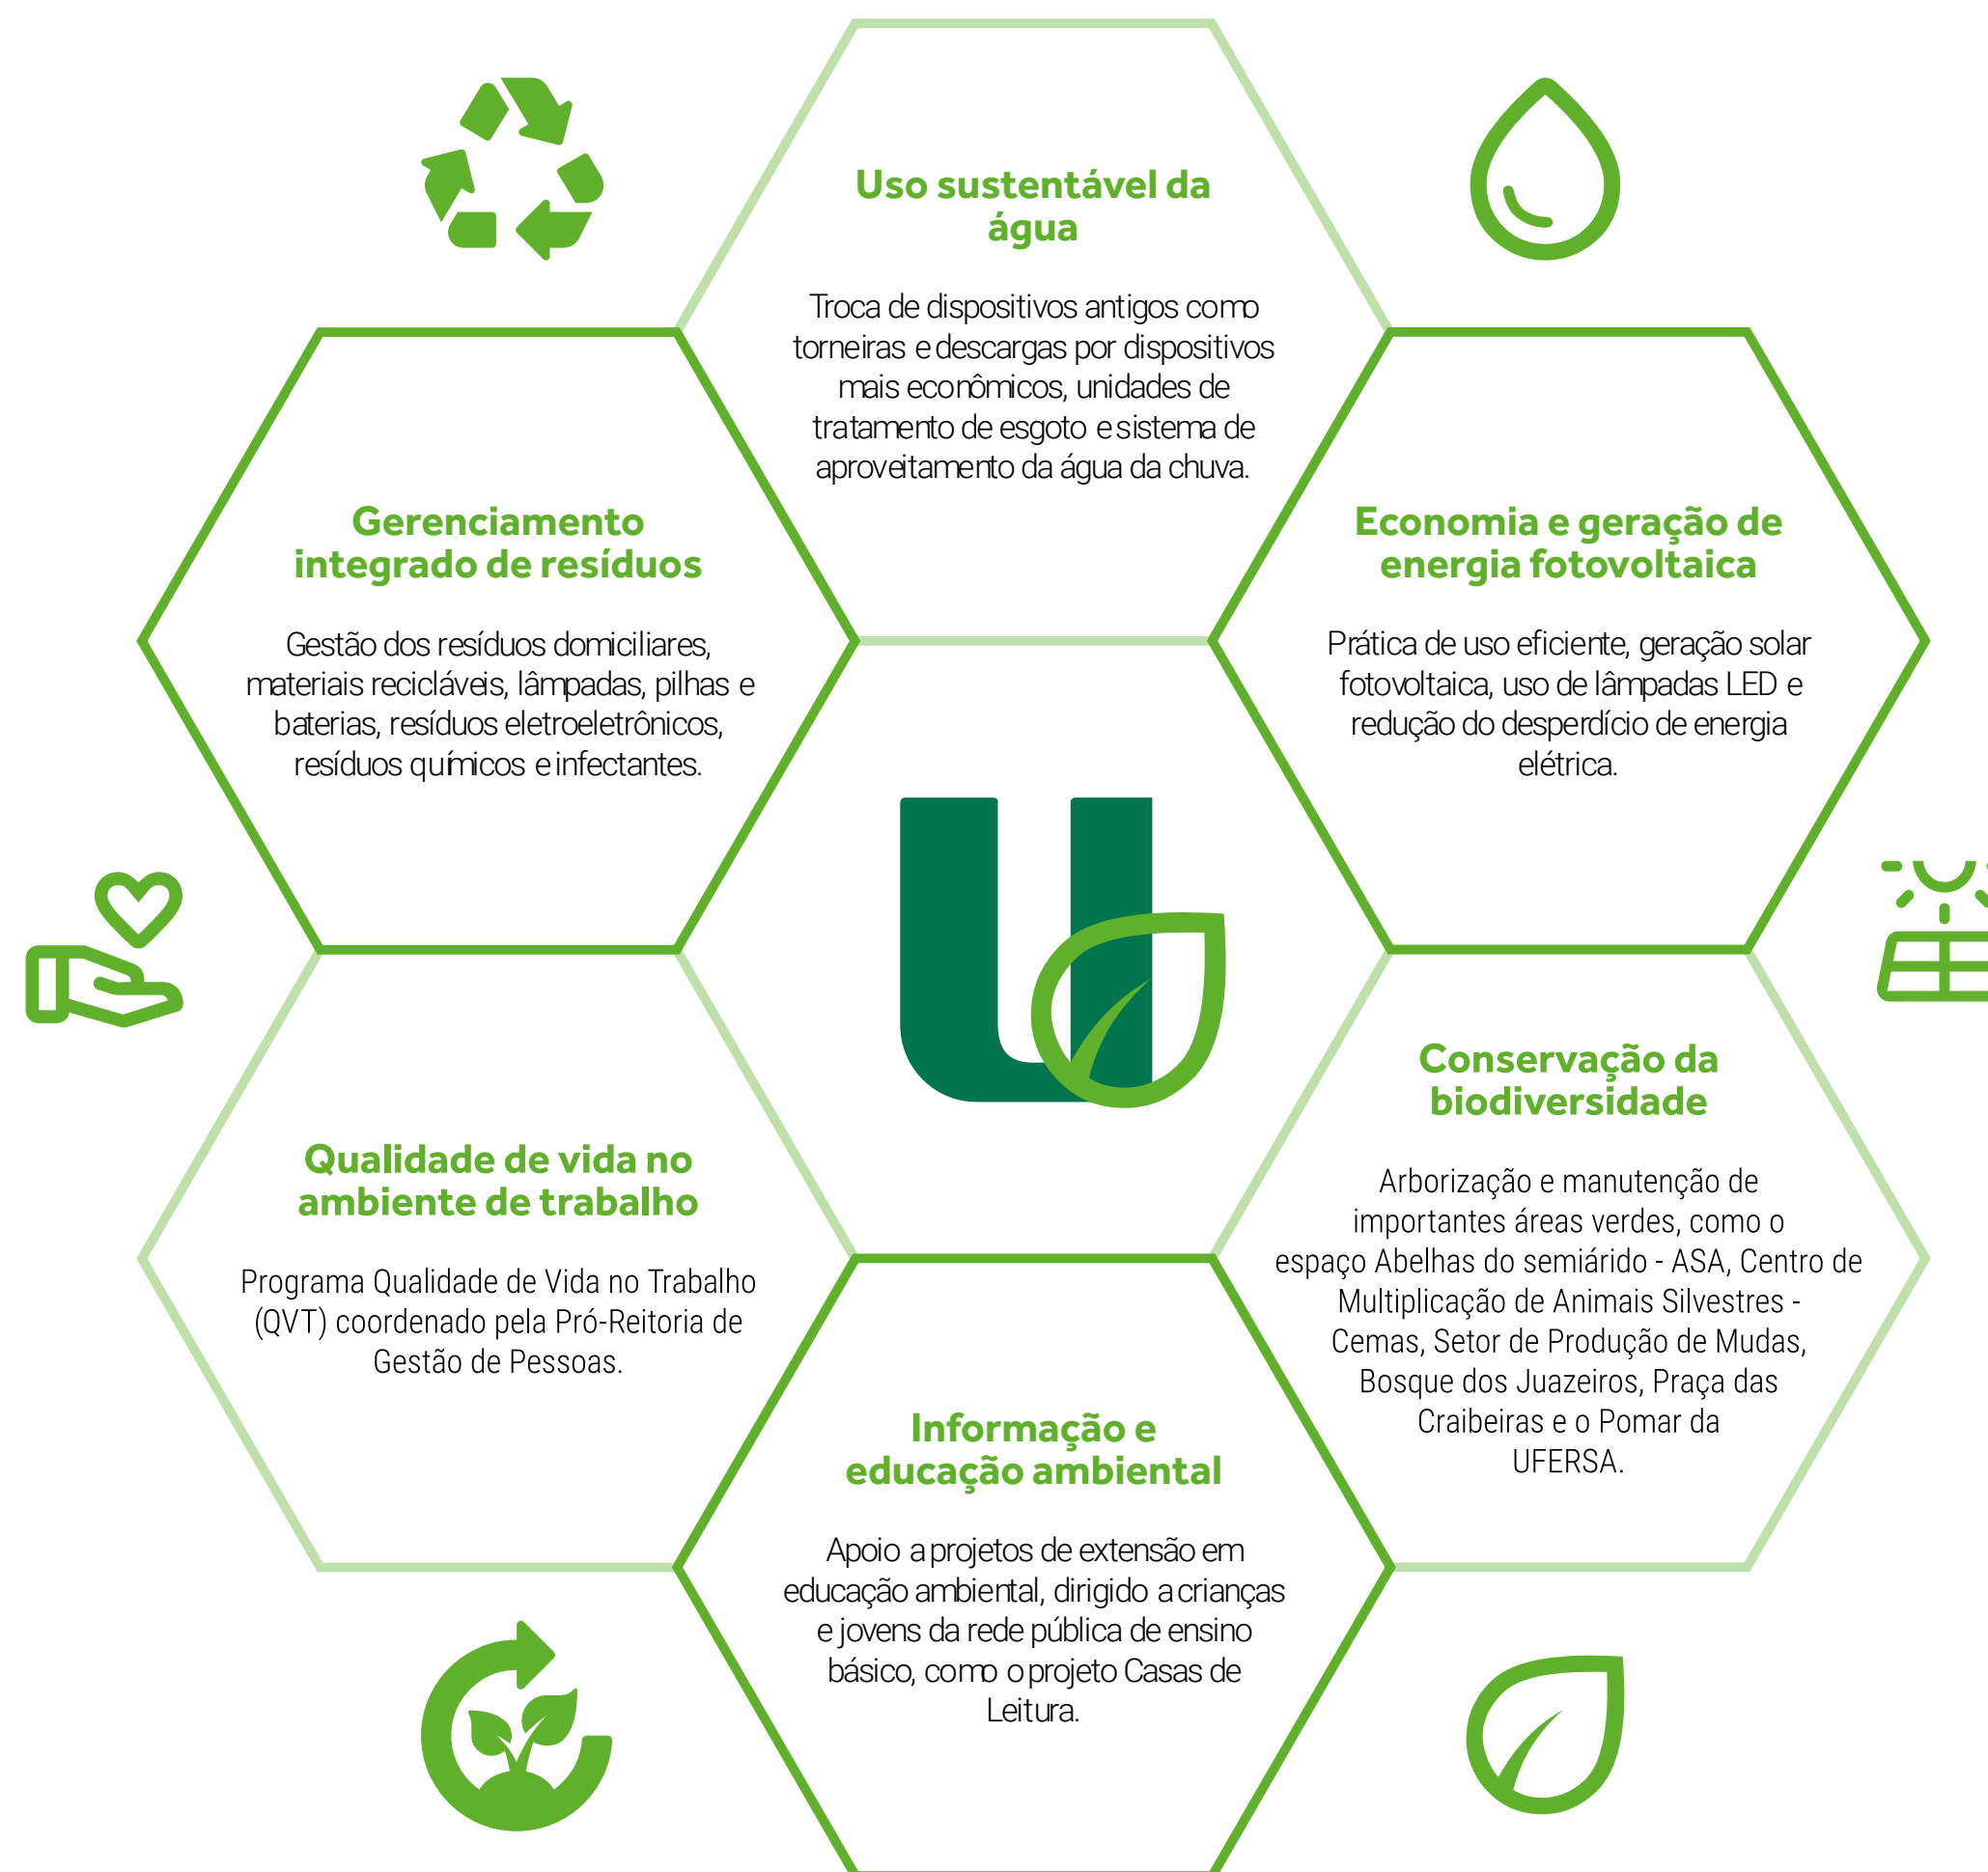 Uso sustentável da
água
Troca de dispositivos antigos como
torneiras e descargas por dispositivos
mais econômicos, unidades de
tratamento de esgoto e sistema de
aproveitamento da água da chuva.
Gerenciamento
integrado de resíduos
Gestão dos resíduos domiciliares,
materiais recicláveis, lâmpadas, pilhas e
baterias, resíduos eletroeletrônicos,
resíduos químicos e infectantes.
Economia e geração de
energia fotovoltaica
Prática de uso eficiente, geração solar
fotovoltaica, uso de lâmpadas LED e
redução do desperdício de energia
elétrica.
Qualidade de vida no
ambiente de trabalho
Programa Qualidade de Vida no Trabalho
(QVT) coordenado pela Pró-Reitoria de
Gestão de Pessoas.
Conservação da
biodiversidade
Arborização e manutenção de
importantes áreas verdes, como o
espaço Abelhas do semiárido - ASA, Centro de
Multiplicação de Animais Silvestres -
Cemas, Setor de Produção de Mudas,
Bosque dos Juazeiros, Praça das
Craibeiras e o Pomar da
UFERSA.
Informação e
educação ambiental
Apoio a projetos de extensão em
educação ambiental, dirigido a crianças
e jovens da rede pública de ensino
básico, como o projeto Casas de
Leitura.